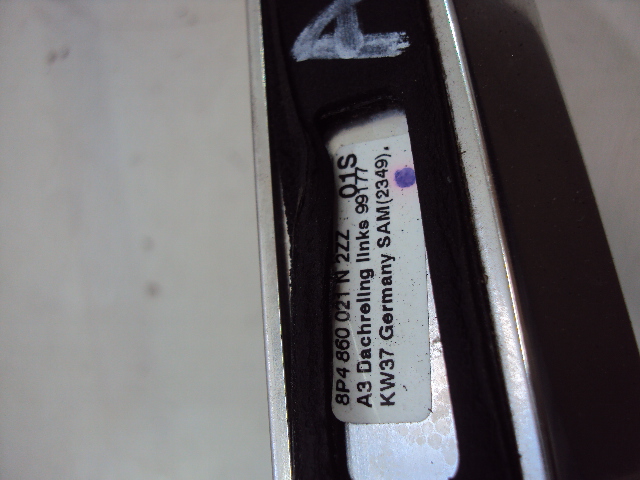 8P4 860 021 N 2ZZ 01S
A3 Dachreling links 99177
KW37 Germany SAM(2349).